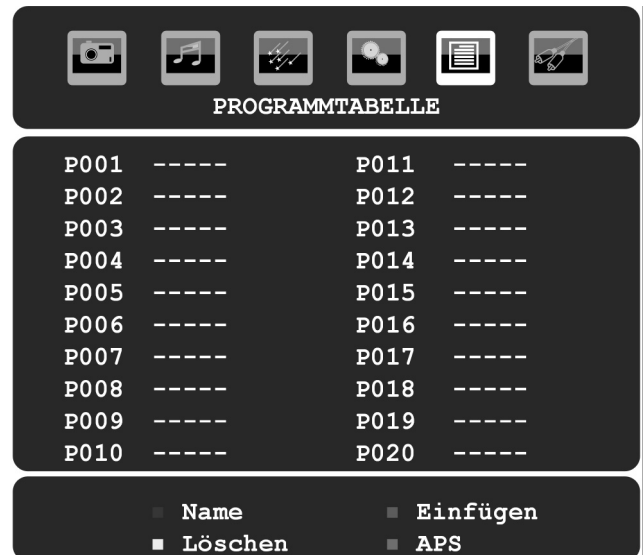 PROGRAMMTABELLE
P001 ----- P011 -----
P002 ----- P012 -----
P003 ----- P013 -----
P004 ----- P014 -----
P005 ----- P015 -----
P006 ----- P016 -----
P007 ----- P017 -----
P008 ----- P018 -----
P009 ----- P019 -----
P010 ----- P020 -----
Name Einfügen
Löschen APS